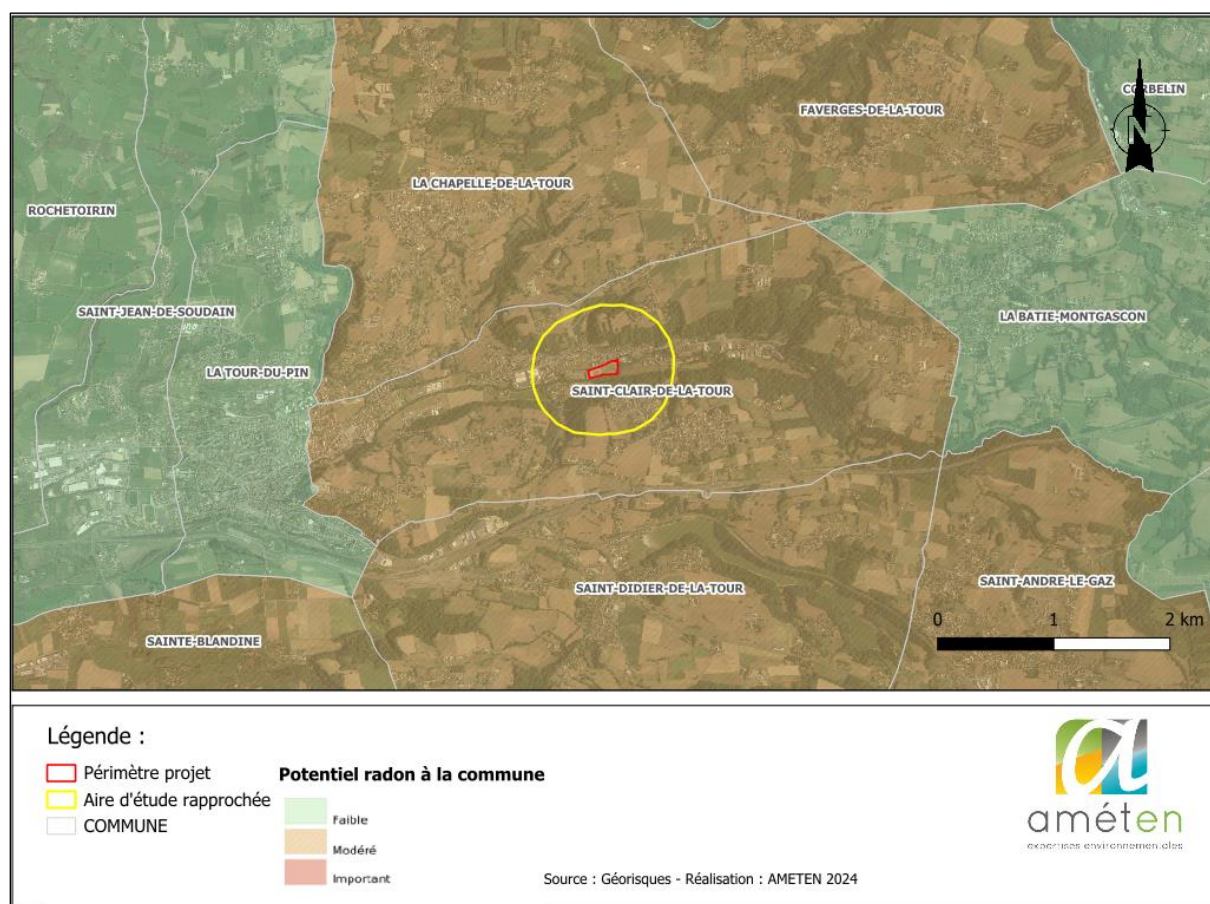 CORBELIN
FAVERGES-DE-LA-TOUR
N
LA CHAPELLE-DE-LA-TOUR
ROCHETOIRIN
SAINT-JEAN-DE-SOUDAIN
LA BATIE-MONTGASCON
LA TOUR-DU-PIN
SAINT-CLAIR-DE-LA-TOUR
SAINT-DIDIER-DE-LA-TOUR
SAINT-ANDRE-LE-GAZ
0 1 2 km
SAINTE-BLANDINE
Légende :
Périmètre projet
Aire d'étude rapprochée
COMMUNE
Potentiel radon à la commune
Faible
Modéré
Important
Source : Géorisques - Réalisation : AMETEN 2024
a
améten
expertises environnementales